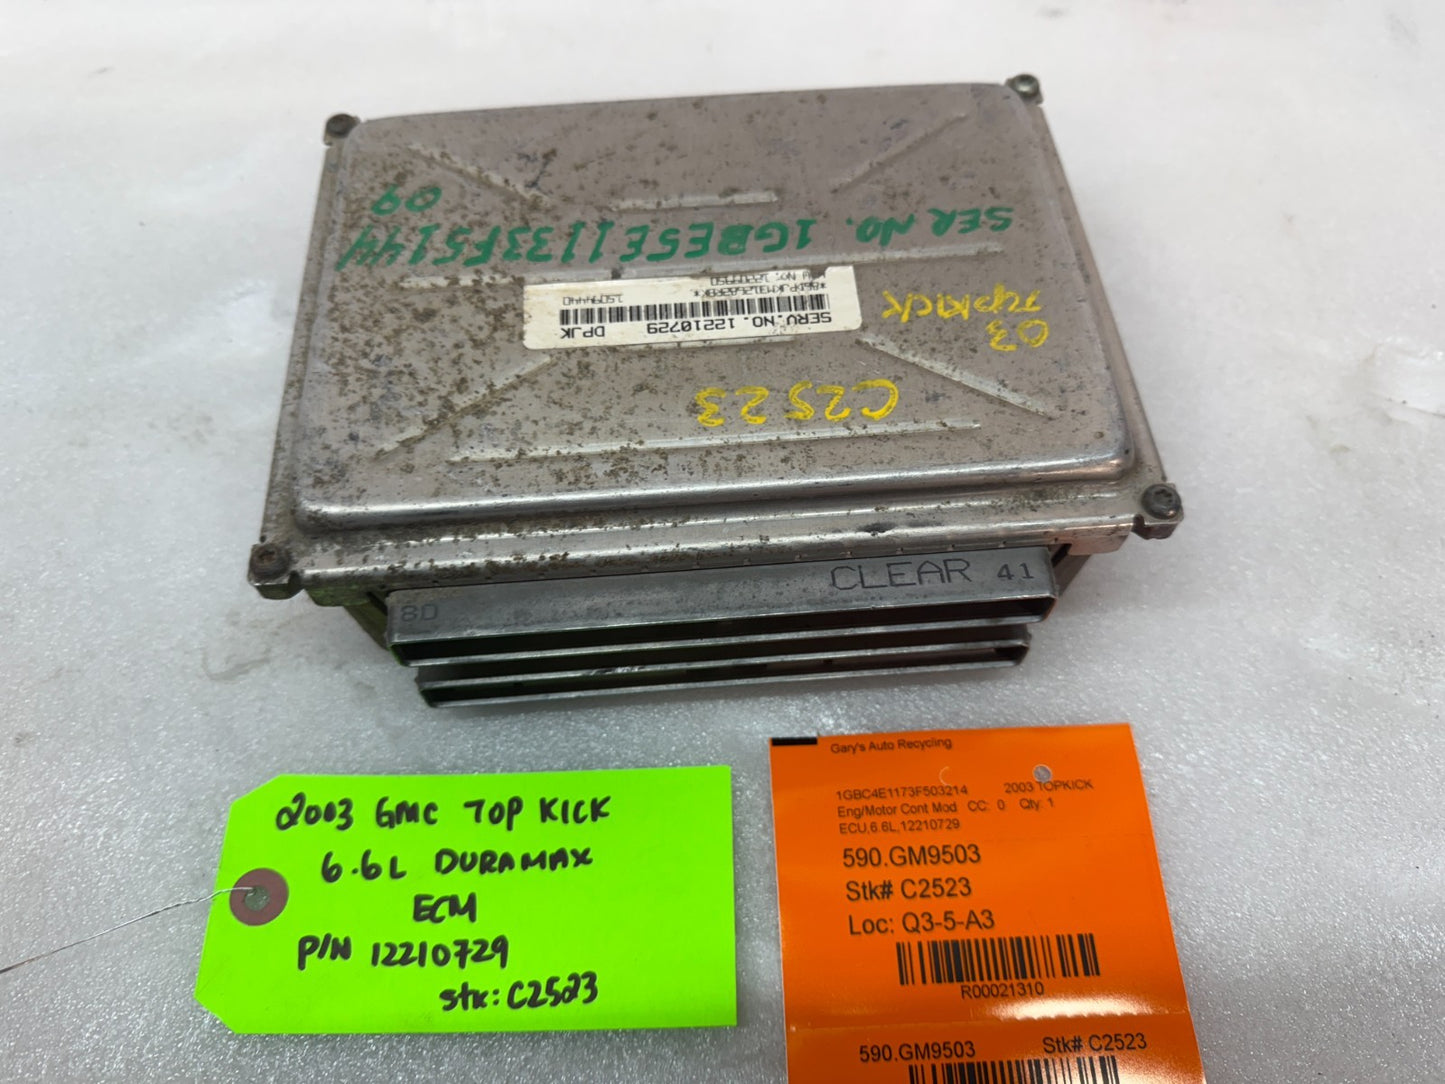 SER NO. 1GBE5E1133F5144
09
03
TOPKICK
C2523
SERV.NO. 12210729 DPJK
15094440
CLEAR 41
8D
2003 GMC TOP KICK
6.6L DURAMAX
ECM
P/N 12210729
stk: C2523
Gary's Auto Recycling
1GBC4E1173F503214 2003 TOPKICK
Eng/Motor Cont Mod CC: 0 Qty: 1
ECU,6.6L,12210729
590.GM9503
Stk# C2523
Loc: Q3-5-A3
R00021310
590.GM9503 Stk# C2523